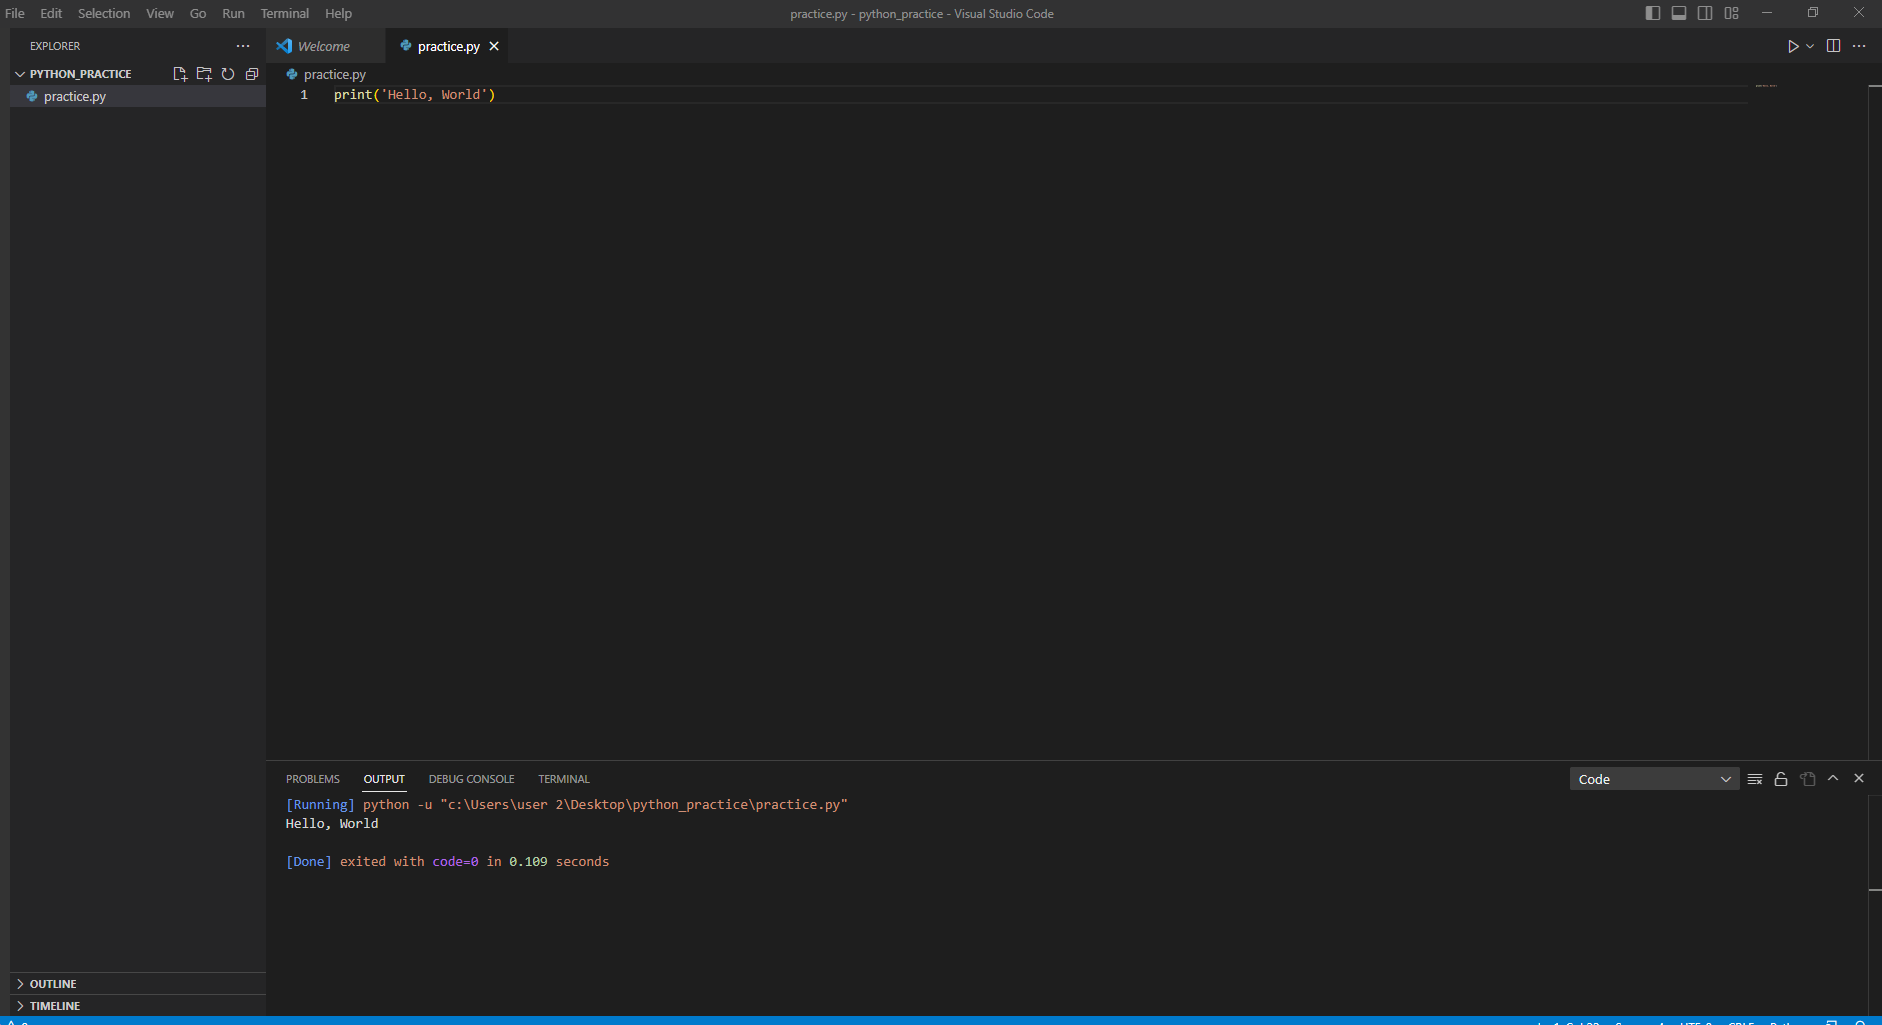 File Edit Selection View Go Run Terminal Help
practice.py - python_practice - Visual Studio Code
EXPLORER
PYTHON_PRACTICE
practice.py
Welcome
practice.py
practice.py
1 print('Hello, World')
PROBLEMS OUTPUT DEBUG CONSOLE TERMINAL
Code
[Running] python -u "c:\Users\user 2\Desktop\python_practice\practice.py"
Hello, World
[Done] exited with code=0 in 0.109 seconds
OUTLINE
TIMELINE